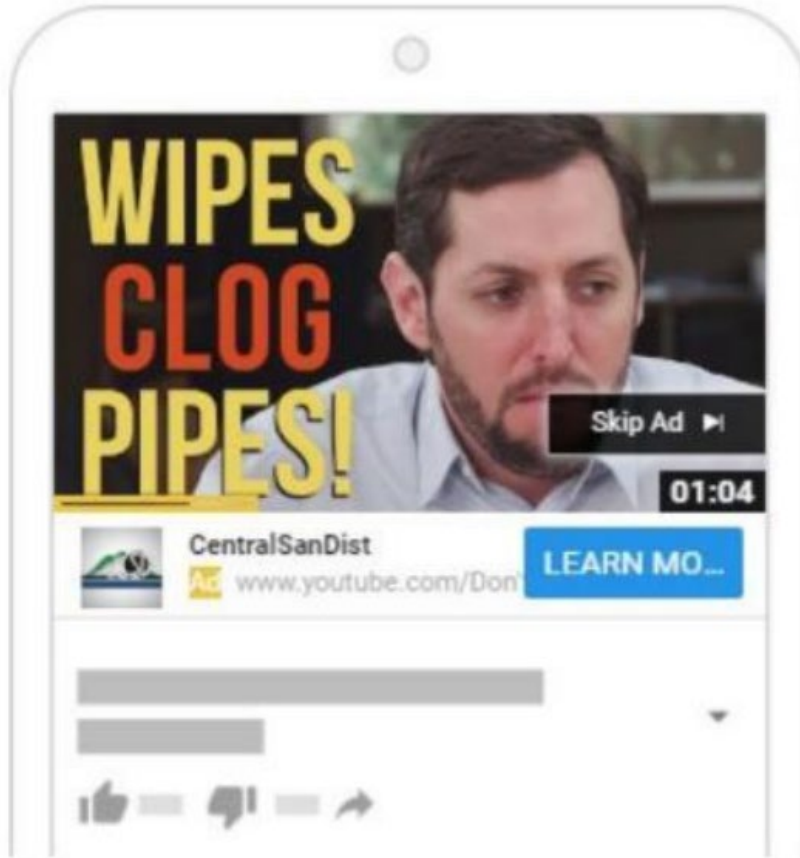 WIPES
CLOG
PIPES!
Skip Ad
01:04
CentralSanDist
Ad www.youtube.com/Don'
LEARN MO...